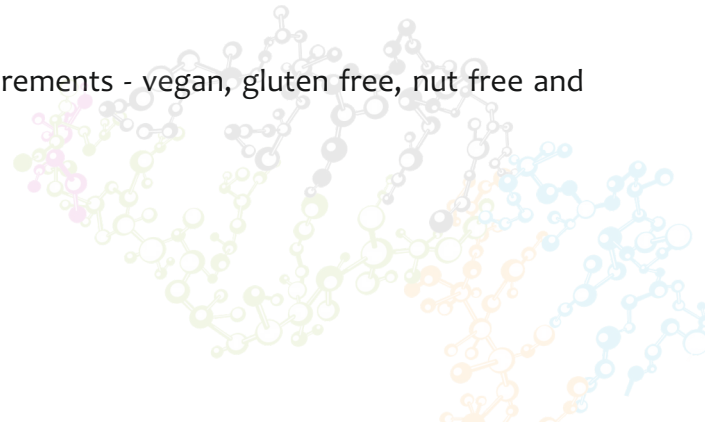 rements - vegan, gluten free, nut free and